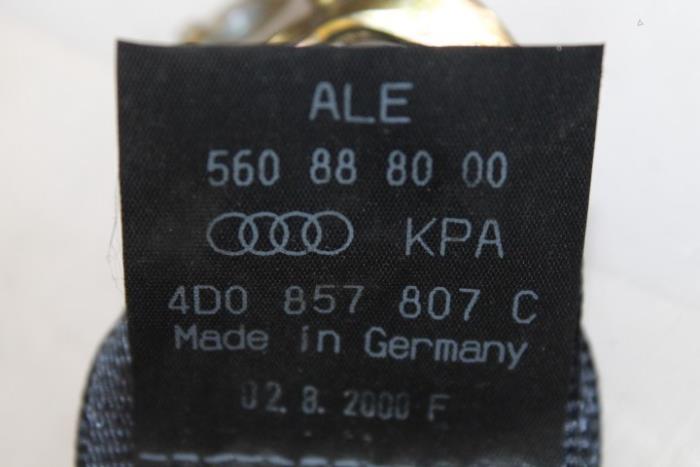 ALE
560 88 80 00
KPA
4D0 857 807 C
Made in Germany
02.8.2000 F